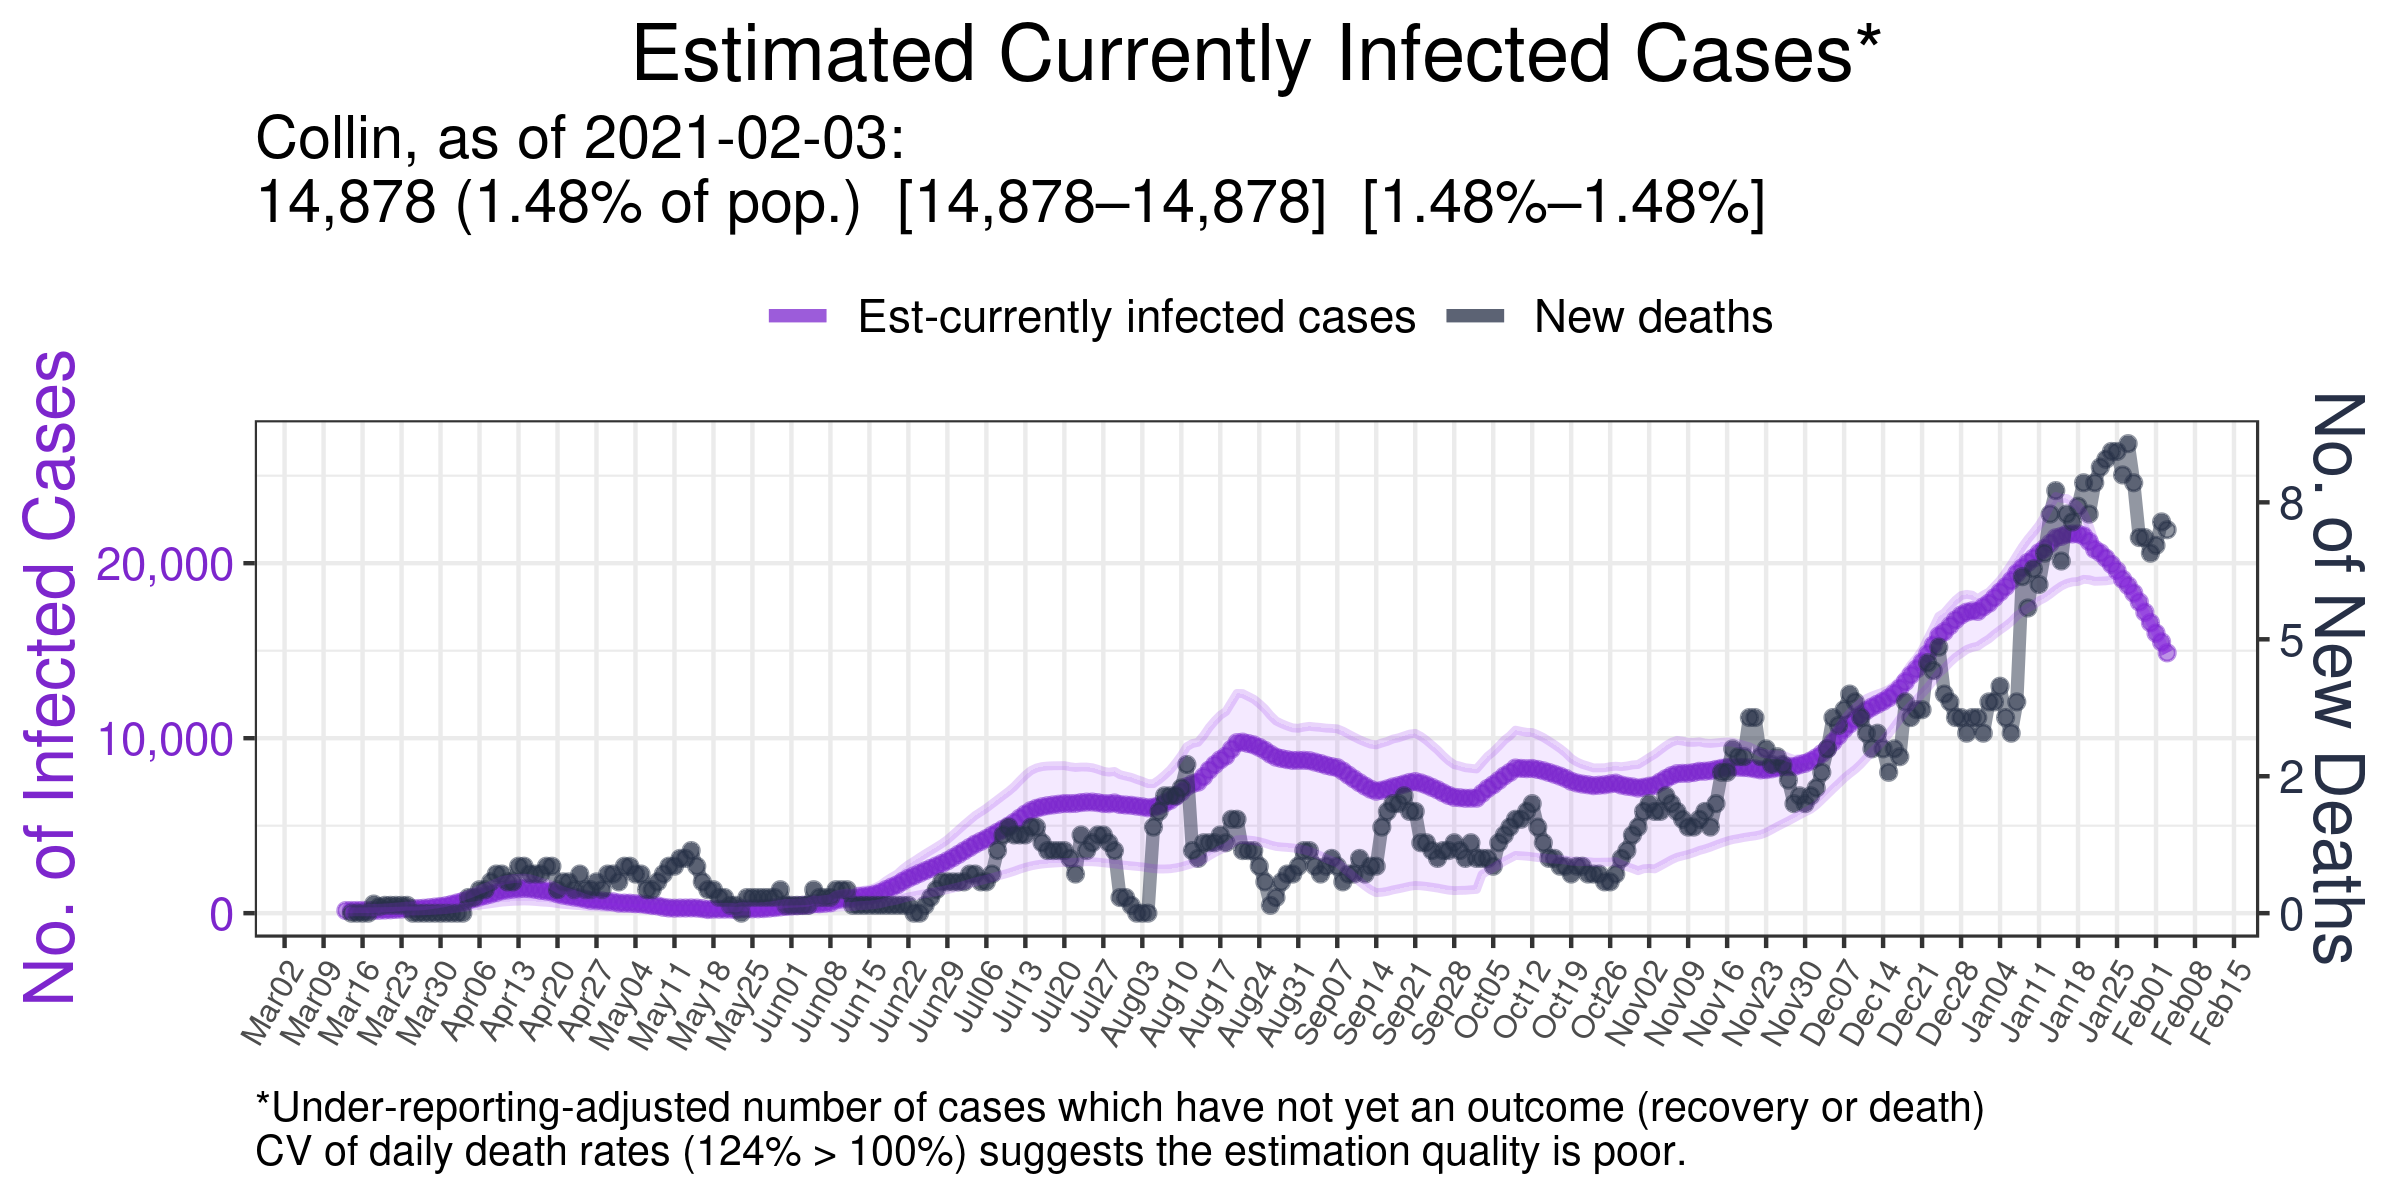 Estimated Currently Infected Cases*
Collin, as of 2021-02-03:
14,878 (1.48% of pop.)  [14,878–14,878]  [1.48%–1.48%]
Est-currently infected cases
New deaths
No. of Infected Cases
20,000
10,000
0
No. of New Deaths
8
5
2
0
Mar02
Mar09
Mar16
Mar23
Mar30
Apr06
Apr13
Apr20
Apr27
May04
May11
May18
May25
Jun01
Jun08
Jun15
Jun22
Jun29
Jul06
Jul13
Jul20
Jul27
Aug03
Aug10
Aug17
Aug24
Aug31
Sep07
Sep14
Sep21
Sep28
Oct05
Oct12
Oct19
Oct26
Nov02
Nov09
Nov16
Nov23
Nov30
Dec07
Dec14
Dec21
Dec28
Jan04
Jan11
Jan18
Jan25
Feb01
Feb08
Feb15
*Under-reporting-adjusted number of cases which have not yet an outcome (recovery or death)
CV of daily death rates (124% > 100%) suggests the estimation quality is poor.